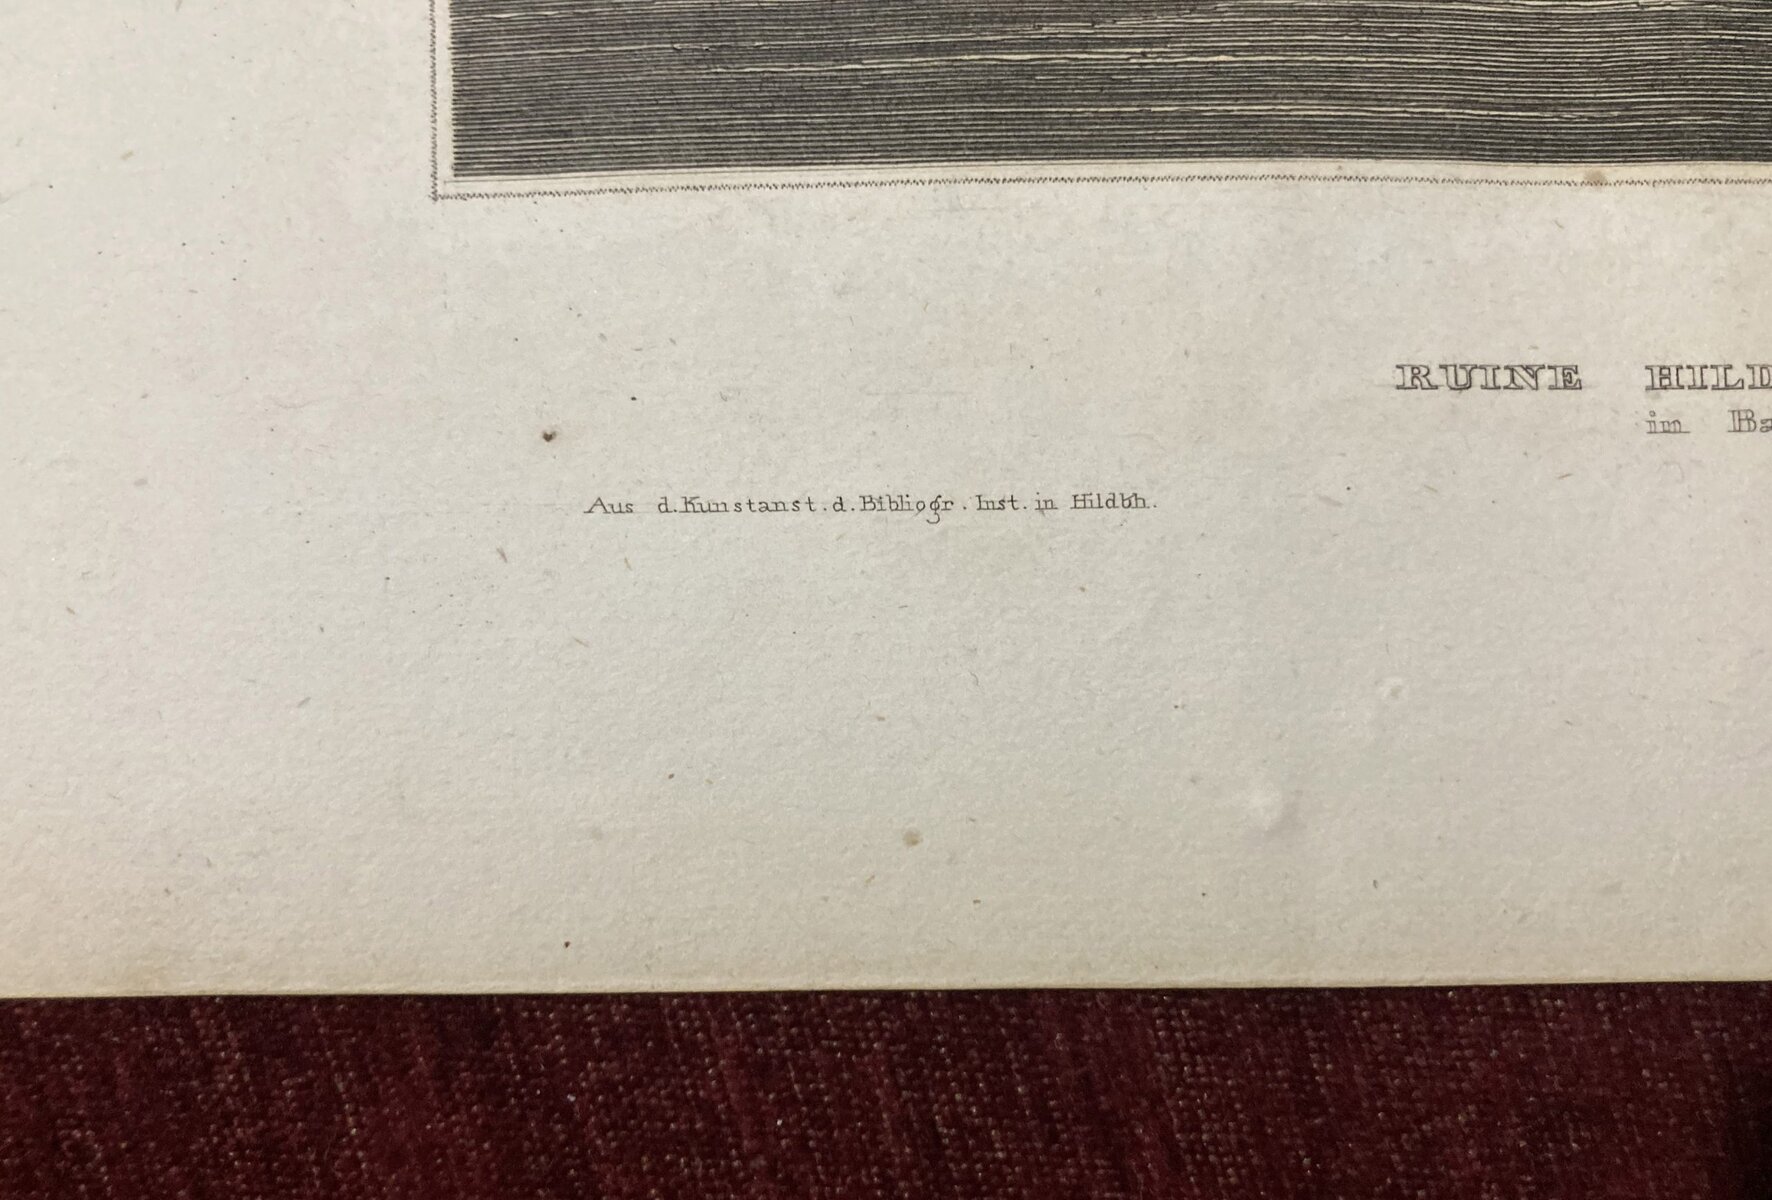 RUINE HILD
im Ba
Aus d. Kunstanst. d. Bibliogr. Inst. in Hildbh.